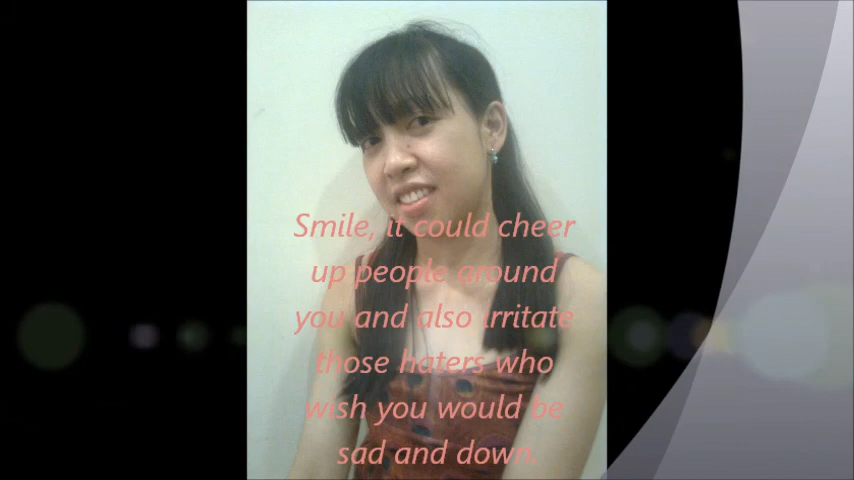 Smile, it could cheer
up people around
you and also irritate
those haters who
wish you would be
sad and down.